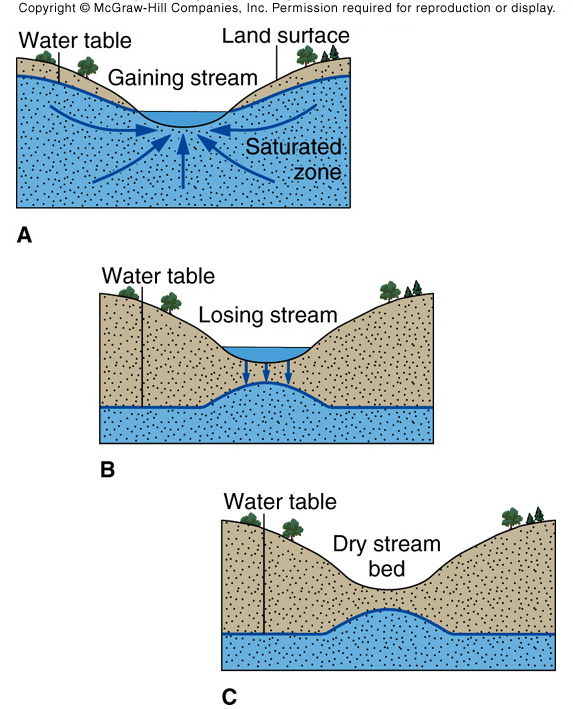 Copyright © McGraw-Hill Companies, Inc. Permission required for reproduction or display.
Water table
Land surface
Gaining stream
Saturated
zone
A
Water table
Losing stream
B
Water table
Dry stream
bed
C